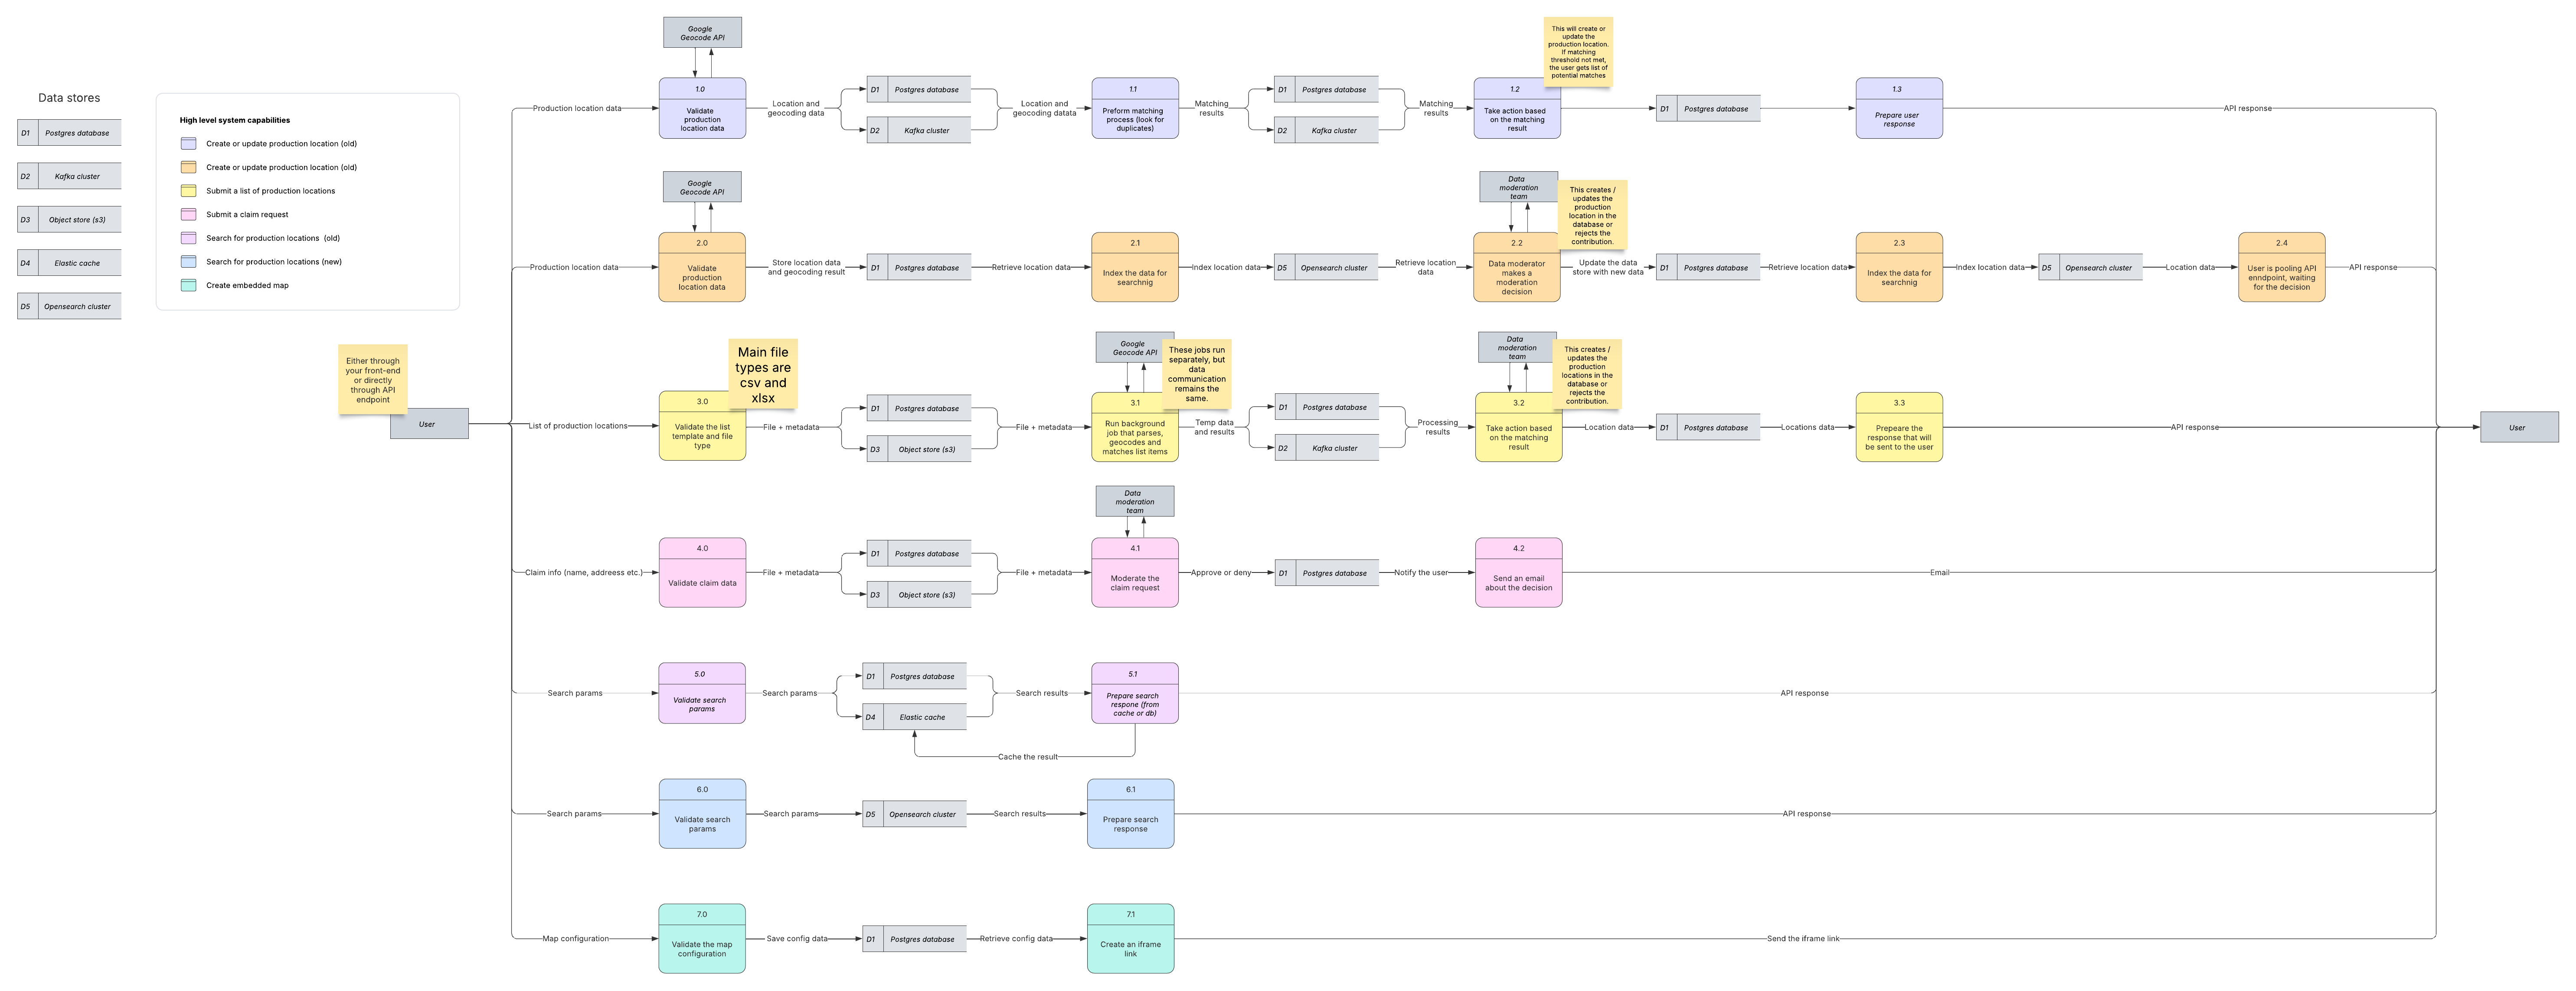 Data stores
D1 Postgres database
D2 Kafka cluster
D3 Object store (s3)
D4 Elastic cache
D5 Opensearch cluster
High level system capabilities
Create or update production location (old)
Create or update production location (old)
Submit a list of production locations
Submit a claim request
Search for production locations (old)
Search for production locations (new)
Create embedded map
Either through
your front-end
or directly
through API
endpoint
User
Production location data
Google
Geocode API
1.0
Validate
production
location data
Location and
geocoding data
D1 Postgres database
D2 Kafka cluster
Location and
geocoding datata
1.1
Preform matching
process (look for
duplicates)
Matching
results
D1 Postgres database
D2 Kafka cluster
Matching
results
This will create or
update the
production location.
If matching
threshold not met,
the user gets list of
potential matches
1.2
Take action based
on the matching
result
D1 Postgres database
1.3
Prepare user
response
API response
Production location data
Google
Geocode API
2.0
Validate
production
location data
Store location data
and geocoding result
D1 Postgres database
Retrieve location data
2.1
Index the data for
searchnig
Index location data
D5 Opensearch cluster
Retrieve location
data
Data
moderation
team
This creates /
updates the
production
location in the
database or
rejects the
contribution.
2.2
Data moderator
makes a
moderation
decision
Update the data
store with new data
D1 Postgres database
Retrieve location data
2.3
Index the data for
searchnig
Index location data
D5 Opensearch cluster
Location data
2.4
User is pooling API
enndpoint, waiting
for the decision
API response
List of production locations
Main file
types are
csv and
xlsx
3.0
Validate the list
template and file
type
File + metadata
D1 Postgres database
D3 Object store (s3)
File + metadata
Google
Geocode API
These jobs run
separately, but
data
communication
remains the
same.
3.1
Run background
job that parses,
geocodes and
matches list items
Temp data
and results
D1 Postgres database
D2 Kafka cluster
Processing
results
Data
moderation
team
This creates /
updates the
production
locations in the
database or
rejects the
contribution.
3.2
Take action based
on the matching
result
Location data
D1 Postgres database
Locations data
3.3
Prepeare the
response that will
be sent to the user
API response
User
Claim info (name, addreess etc.)
4.0
Validate claim data
File + metadata
D1 Postgres database
D3 Object store (s3)
File + metadata
Data
moderation
team
4.1
Moderate the
claim request
Approve or deny
D1 Postgres database
Notify the user
4.2
Send an email
about the decision
Email
Search params
5.0
Validate search
params
Search params
D1 Postgres database
D4 Elastic cache
Search results
5.1
Prepare search
respone (from
cache or db)
Cache the result
API response
Search params
6.0
Validate search
params
Search params
D5 Opensearch cluster
Search results
6.1
Prepare search
response
API response
Map configuration
7.0
Validate the map
configuration
Save config data
D1 Postgres database
Retrieve config data
7.1
Create an iframe
link
Send the iframe link